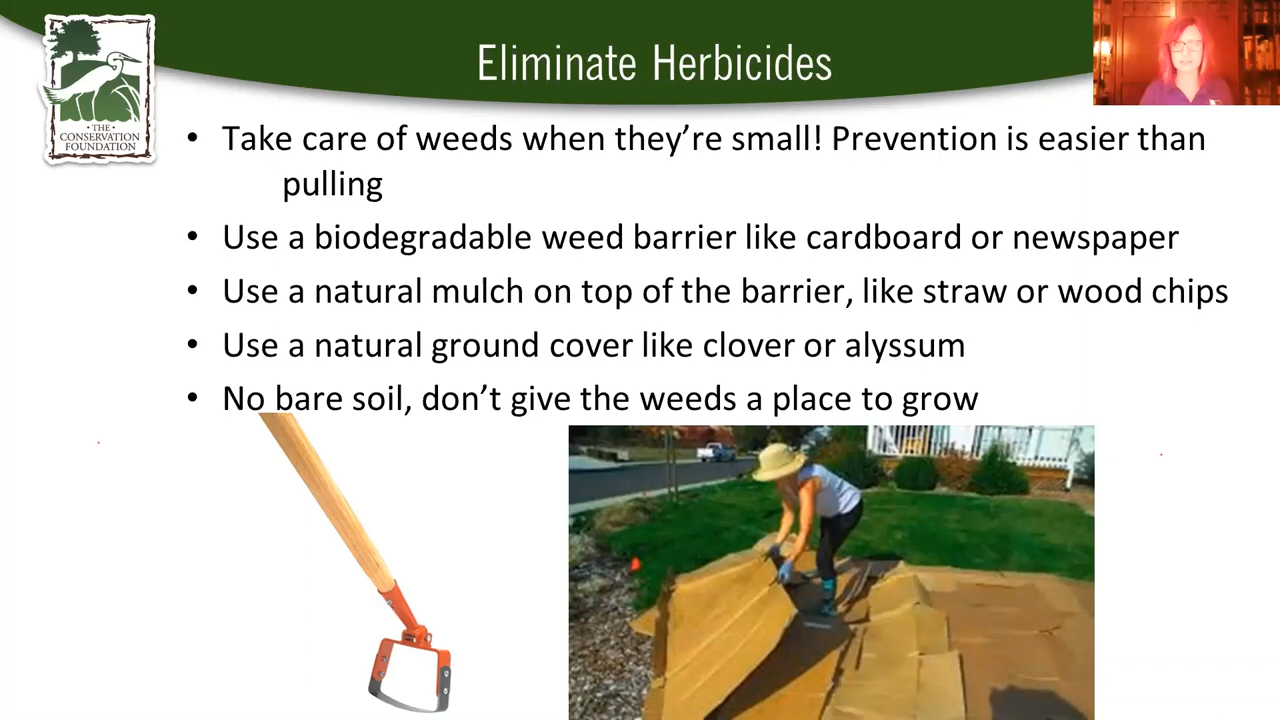 Eliminate Herbicides
• THE •
CONSERVATION
FOUNDATION
• Take care of weeds when they’re small! Prevention is easier than
pulling
• Use a biodegradable weed barrier like cardboard or newspaper
• Use a natural mulch on top of the barrier, like straw or wood chips
• Use a natural ground cover like clover or alyssum
• No bare soil, don’t give the weeds a place to grow